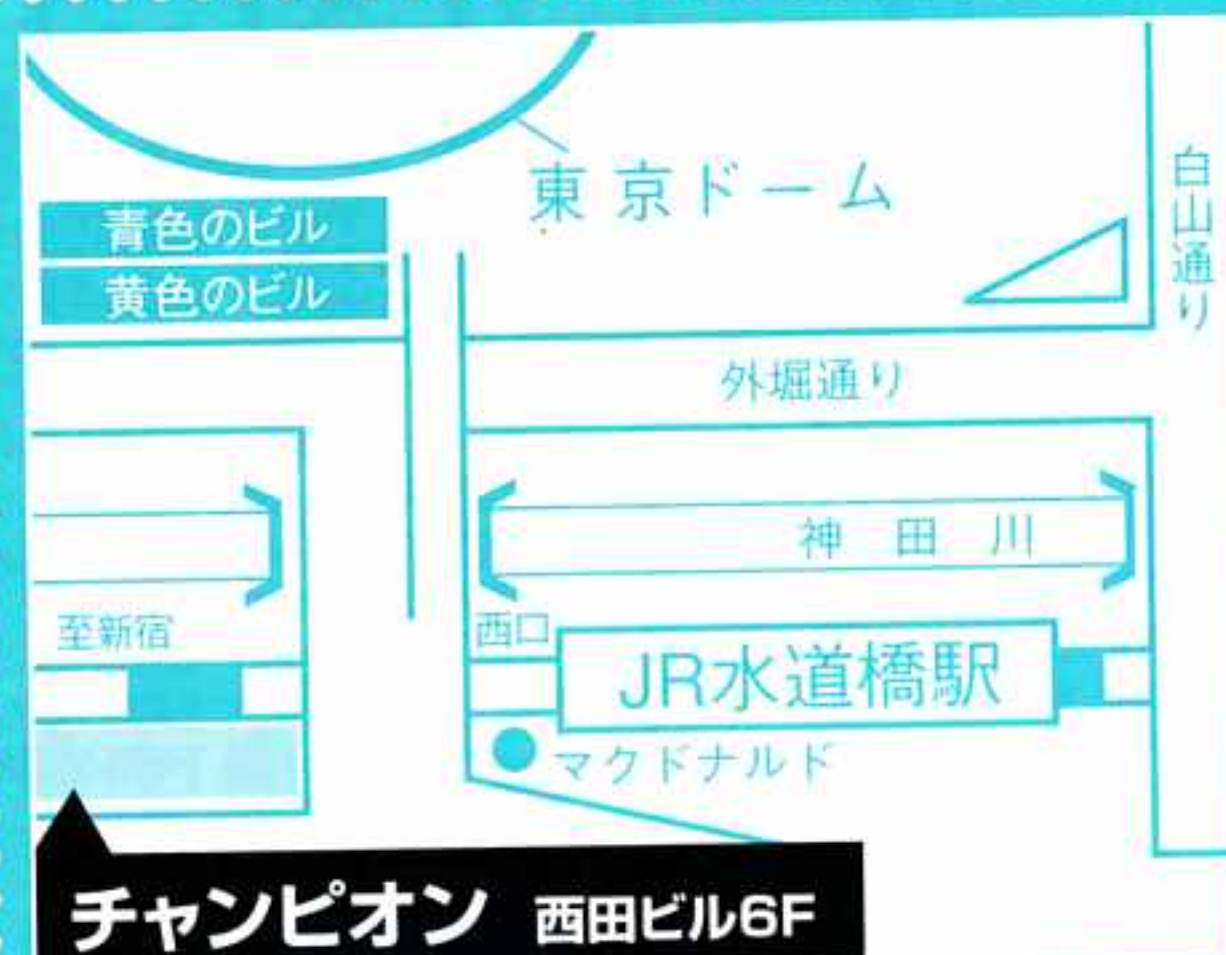 東京ドーム
白山通り
青色のビル
黄色のビル
外堀通り
神田川
至新宿
西口
JR水道橋駅
マクドナルド
チャンピオン 西田ビル6F